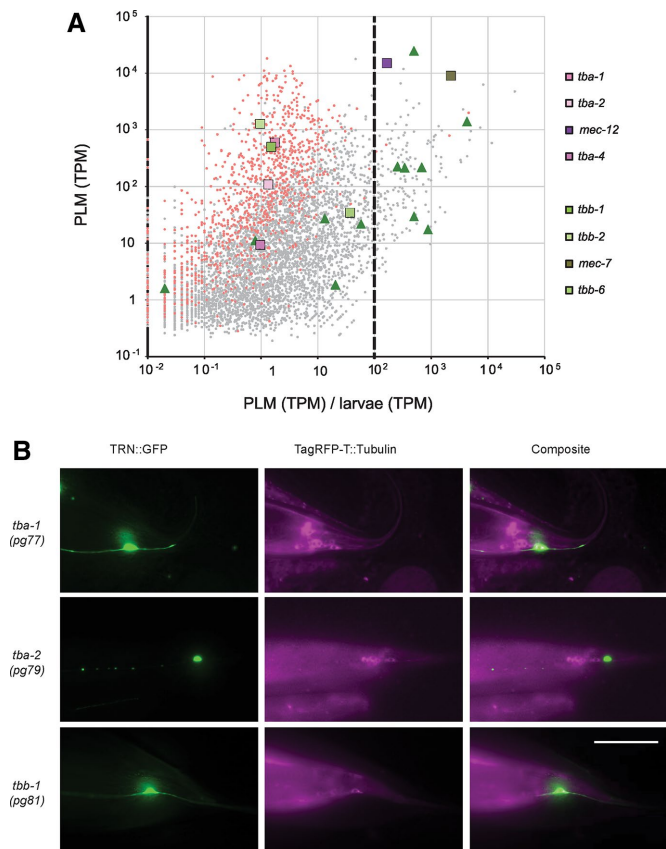 A
PLM (TPM)
10^5
10^4
10^3
10^2
10
1
10^-1
10^-2
10^-1
1
10
10^2
10^3
10^4
10^5
PLM (TPM) / larvae (TPM)
tba-1
tba-2
mec-12
tba-4
tbb-1
tbb-2
mec-7
tbb-6
B
TRN::GFP
TagRFP-T::Tubulin
Composite
tba-1
(pg77)
tba-2
(pg79)
tbb-1
(pg81)